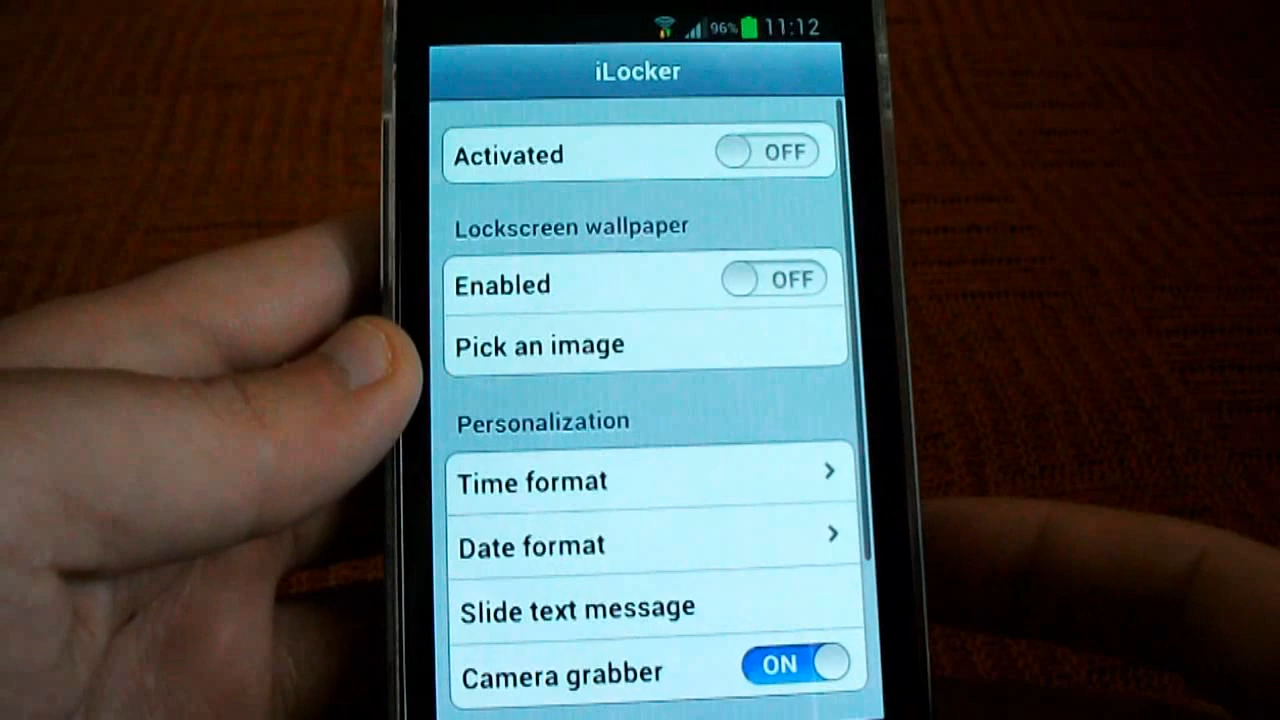 96% 11:12
iLocker
Activated OFF
Lockscreen wallpaper
Enabled OFF
Pick an image
Personalization
Time format
Date format
Slide text message
Camera grabber ON